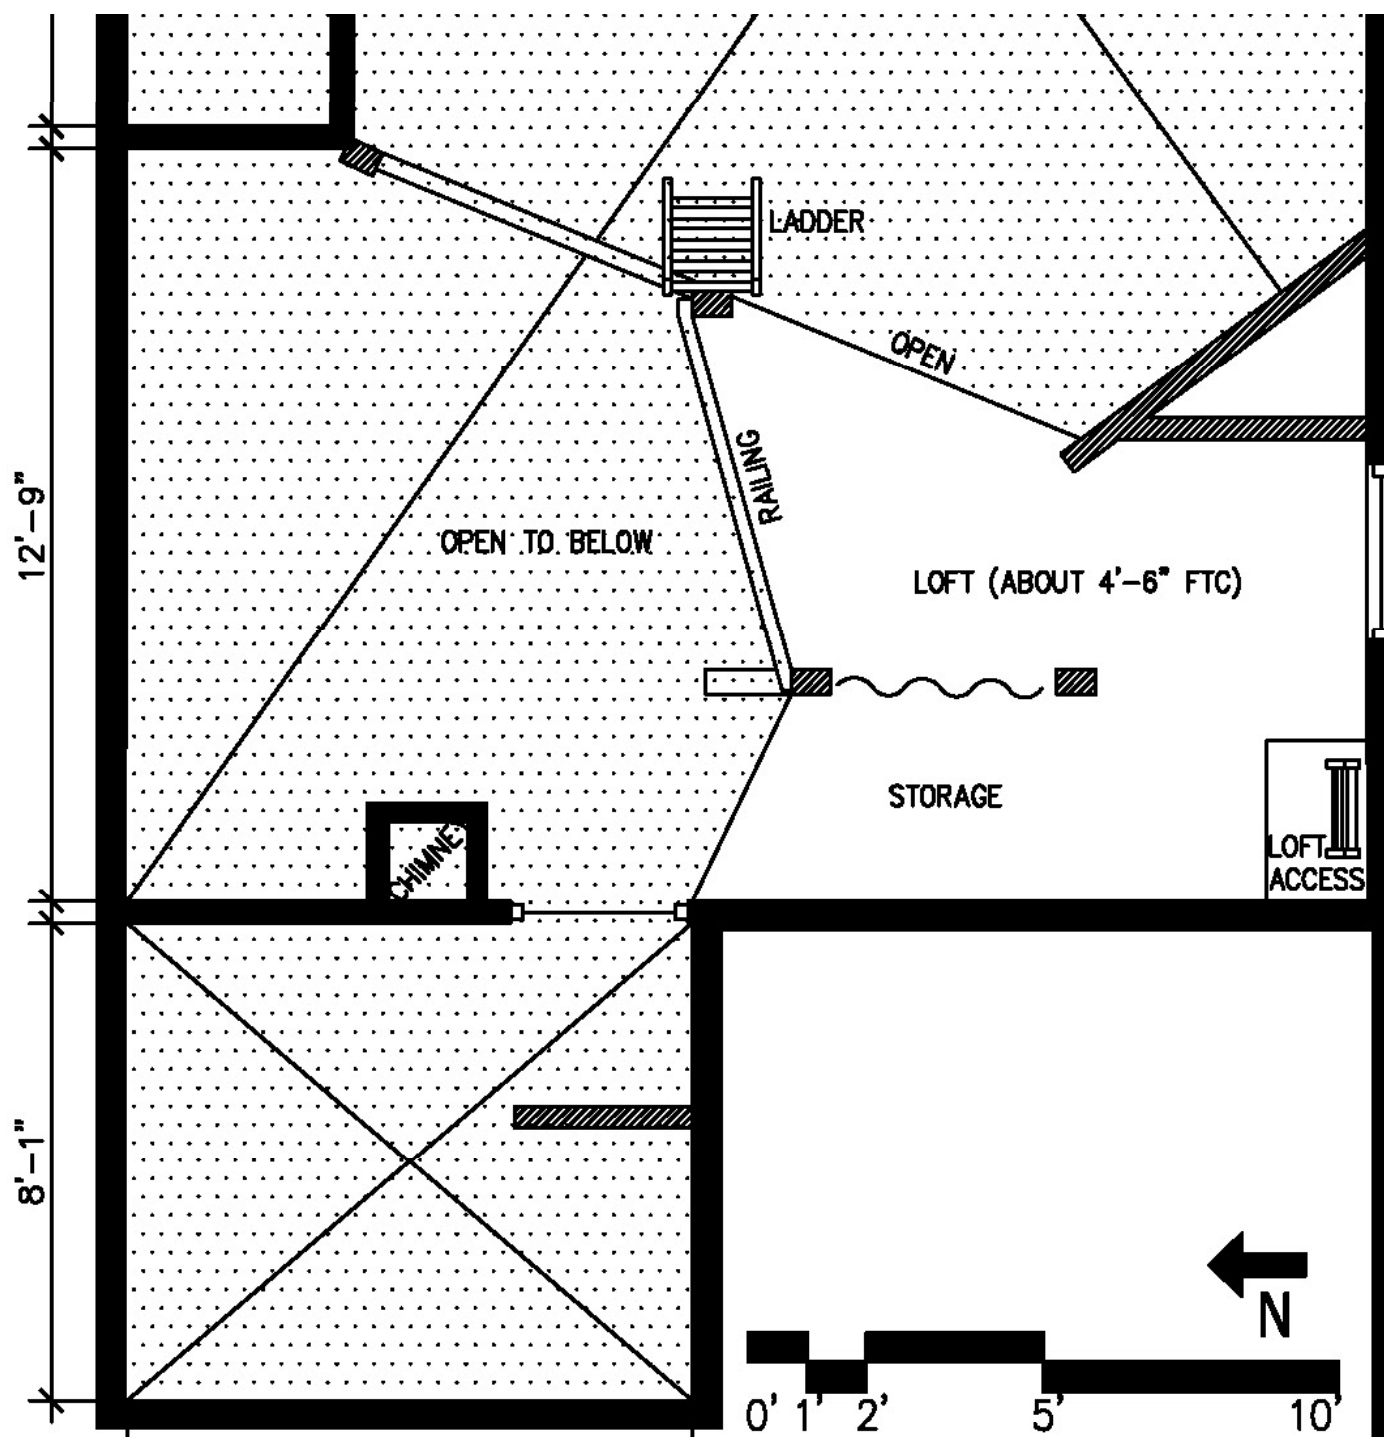 LADDER
OPEN
RAILING
12'-9"
OPEN TO BELOW
LOFT (ABOUT 4'-6" FTC)
STORAGE
CHIMNE
LOFT
ACCESS
8'-1"
N
0' 1' 2' 5' 10'